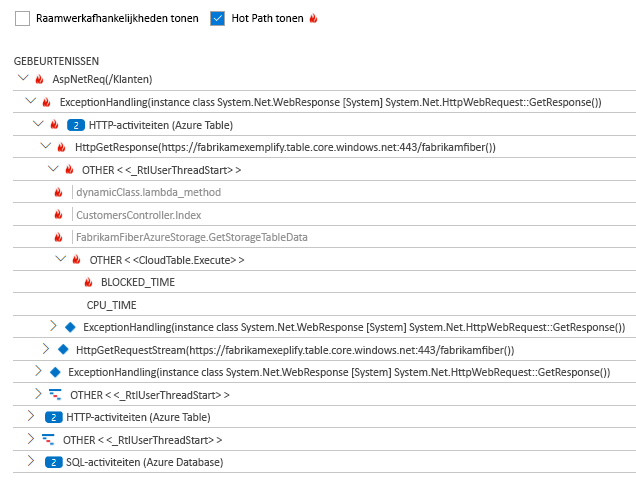 Raamwerkafhankelijkheden tonen Hot Path tonen
GEBEURTENISSEN
AspNetReq(/Klanten)
ExceptionHandling(instance class System.Net.WebResponse [System] System.Net.HttpWebRequest::GetResponse())
2 HTTP-activiteiten (Azure Table)
HttpGetResponse(https://fabrikamexemplify.table.core.windows.net:443/fabrikamfiber())
OTHER < <_RtlUserThreadStart> >
dynamicClass.lambda_method
CustomersController.Index
FabrikamFiberAzureStorage.GetStorageTableData
OTHER < <CloudTable.Execute> >
BLOCKED_TIME
CPU_TIME
ExceptionHandling(instance class System.Net.WebResponse [System] System.Net.HttpWebRequest::GetResponse())
HttpGetRequestStream(https://fabrikamexeplify.table.core.windows.net:443/fabrikamfiber())
ExceptionHandling(instance class System.Net.WebResponse [System] System.Net.HttpWebRequest::GetResponse())
OTHER < <_RtlUserThreadStart> >
2 HTTP-activiteiten (Azure Table)
OTHER < <_RtlUserThreadStart> >
2 SQL-activiteiten (Azure Database)